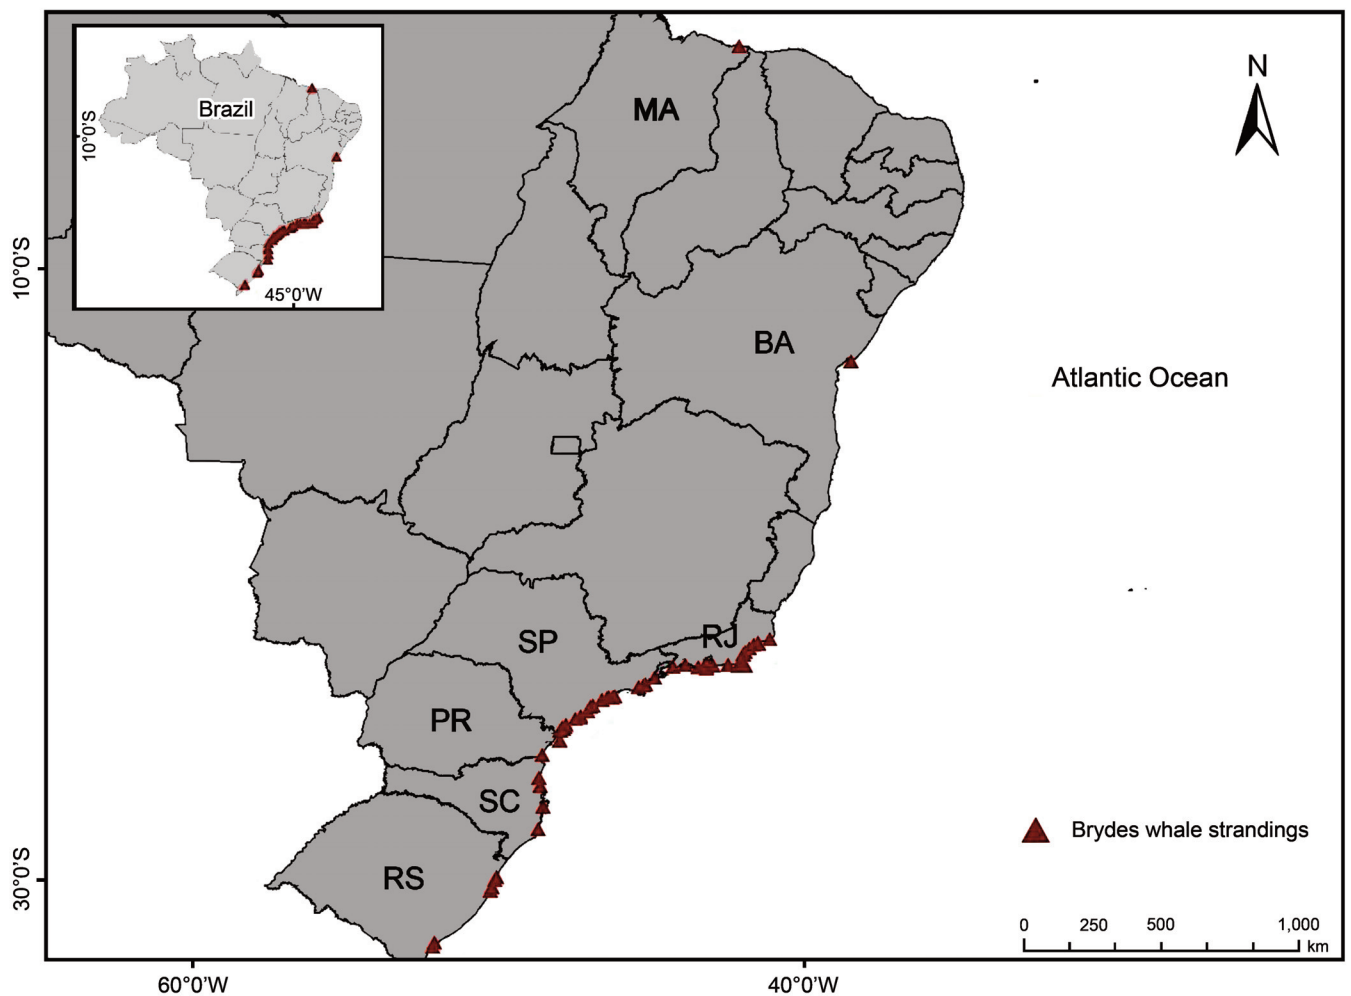 Brazil
10°0'S
45°0'W
N
MA
10°0'S
BA
Atlantic Ocean
RJ
SP
PR
SC
RS
Brydes whale strandings
30°0'S
0 250 500 1,000
km
60°0'W 40°0'W